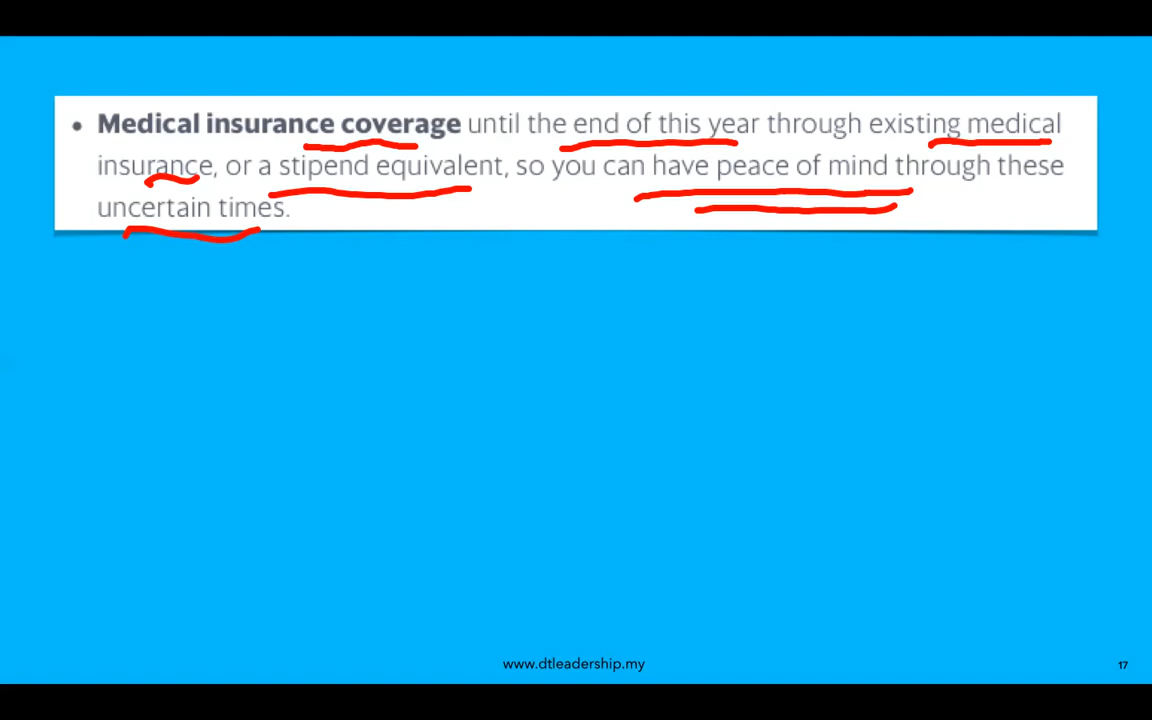 • Medical insurance coverage until the end of this year through existing medical
insurance, or a stipend equivalent, so you can have peace of mind through these
uncertain times.
www.dtleadership.my
17